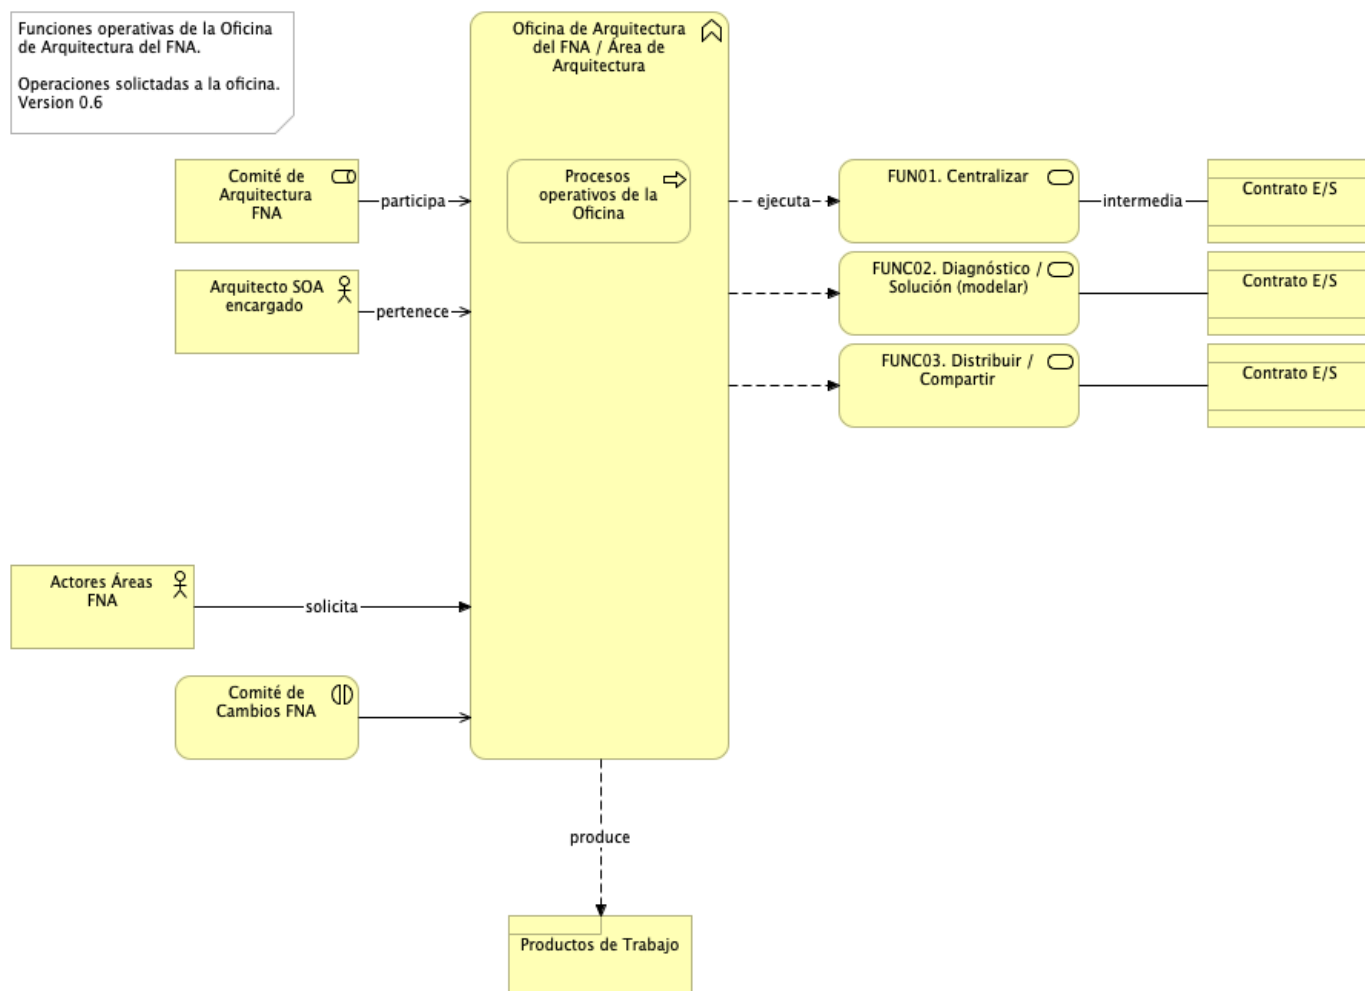 Funciones operativas de la Oficina
de Arquitectura del FNA.
Operaciones solictadas a la oficina.
Version 0.6
Oficina de Arquitectura
del FNA / Área de
Arquitectura
Comité de
Arquitectura
FNA
participa
Procesos
operativos de la
Oficina
ejecuta
FUN01. Centralizar
intermedia
Contrato E/S
Arquitecto SOA
encargado
pertenece
FUNC02. Diagnóstico /
Solución (modelar)
Contrato E/S
FUNC03. Distribuir /
Compartir
Contrato E/S
Actores Áreas
FNA
solicita
Comité de
Cambios FNA
produce
Productos de Trabajo